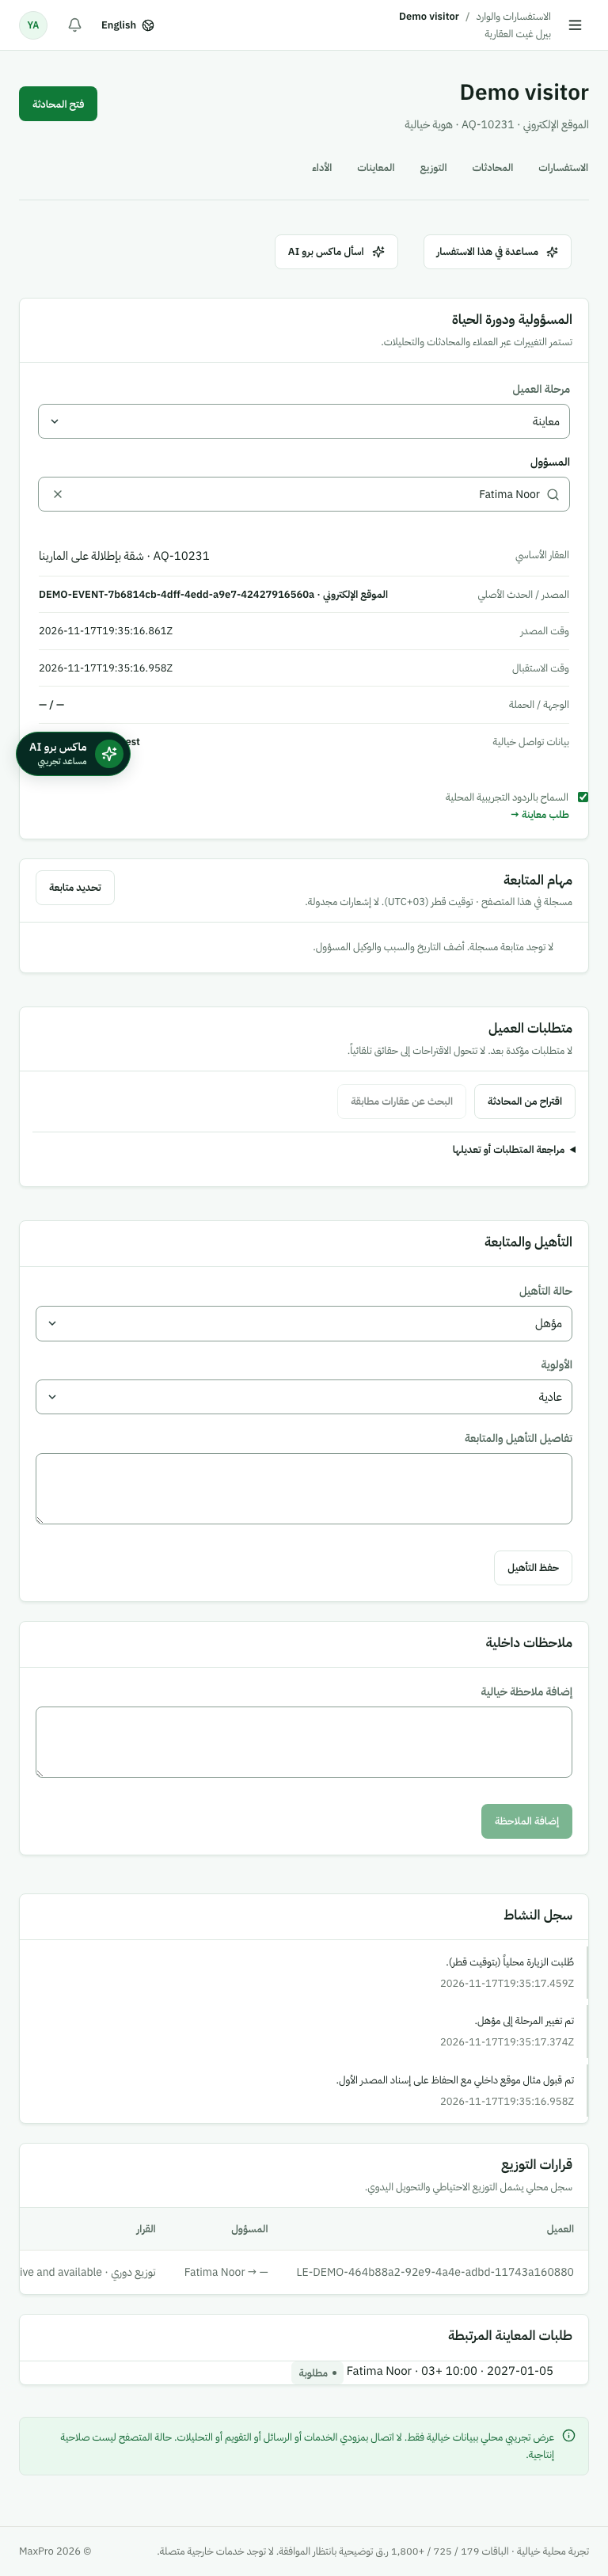 الاستفسارات والوارد / Demo visitor
بيرل غيت العقارية
English
YA
Demo visitor
الموقع الإلكتروني · AQ-10231 · هوية خيالية
فتح المحادثة
الاستفسارات
المحادثات
التوزيع
المعاينات
الأداء
مساعدة في هذا الاستفسار
اسأل ماكس برو AI
المسؤولية ودورة الحياة
تستمر التغييرات عبر العملاء والمحادثات والتحليلات.
مرحلة العميل
معاينة
المسؤول
Fatima Noor
العقار الأساسي
AQ-10231 · شقة بإطلالة على المارينا
المصدر / الحدث الأصلي
الموقع الإلكتروني · DEMO-EVENT-7b6814cb-4dff-4edd-a9e7-42427916560a
وقت المصدر
2026-11-17T19:35:16.861Z
وقت الاستقبال
2026-11-17T19:35:16.958Z
الوجهة / الحملة
— / —
بيانات تواصل خيالية
est
ماكس برو AI
مساعد تجريبي
السماح بالردود التجريبية المحلية
طلب معاينة →
مهام المتابعة
مسجلة في هذا المتصفح · توقيت قطر (UTC+03). لا إشعارات مجدولة.
تحديد متابعة
لا توجد متابعة مسجلة. أضف التاريخ والسبب والوكيل المسؤول.
متطلبات العميل
لا متطلبات مؤكدة بعد. لا تتحول الاقتراحات إلى حقائق تلقائياً.
اقتراح من المحادثة
البحث عن عقارات مطابقة
مراجعة المتطلبات أو تعديلها
التأهيل والمتابعة
حالة التأهيل
مؤهل
الأولوية
عادية
تفاصيل التأهيل والمتابعة
حفظ التأهيل
ملاحظات داخلية
إضافة ملاحظة خيالية
إضافة الملاحظة
سجل النشاط
طُلبت الزيارة محلياً (بتوقيت قطر).
2026-11-17T19:35:17.459Z
تم تغيير المرحلة إلى مؤهل.
2026-11-17T19:35:17.374Z
تم قبول مثال موقع داخلي مع الحفاظ على إسناد المصدر الأول.
2026-11-17T19:35:16.958Z
قرارات التوزيع
سجل محلي يشمل التوزيع الاحتياطي والتحويل اليدوي.
العميل
المسؤول
القرار
LE-DEMO-464b88a2-92e9-4a4e-adbd-11743a160880
— → Fatima Noor
توزيع دوري · ive and available
طلبات المعاينة المرتبطة
2027-01-05 · 10:00 +03 · Fatima Noor • مطلوبة
عرض تجريبي محلي ببيانات خيالية فقط. لا اتصال بمزودي الخدمات أو الرسائل أو التقويم أو التحليلات. حالة المتصفح ليست صلاحية
إنتاجية.
تجربة محلية خيالية · الباقات 179 / 725 / +1,800 ر.ق توضيحية بانتظار الموافقة. لا توجد خدمات خارجية متصلة.
© 2026 MaxPro